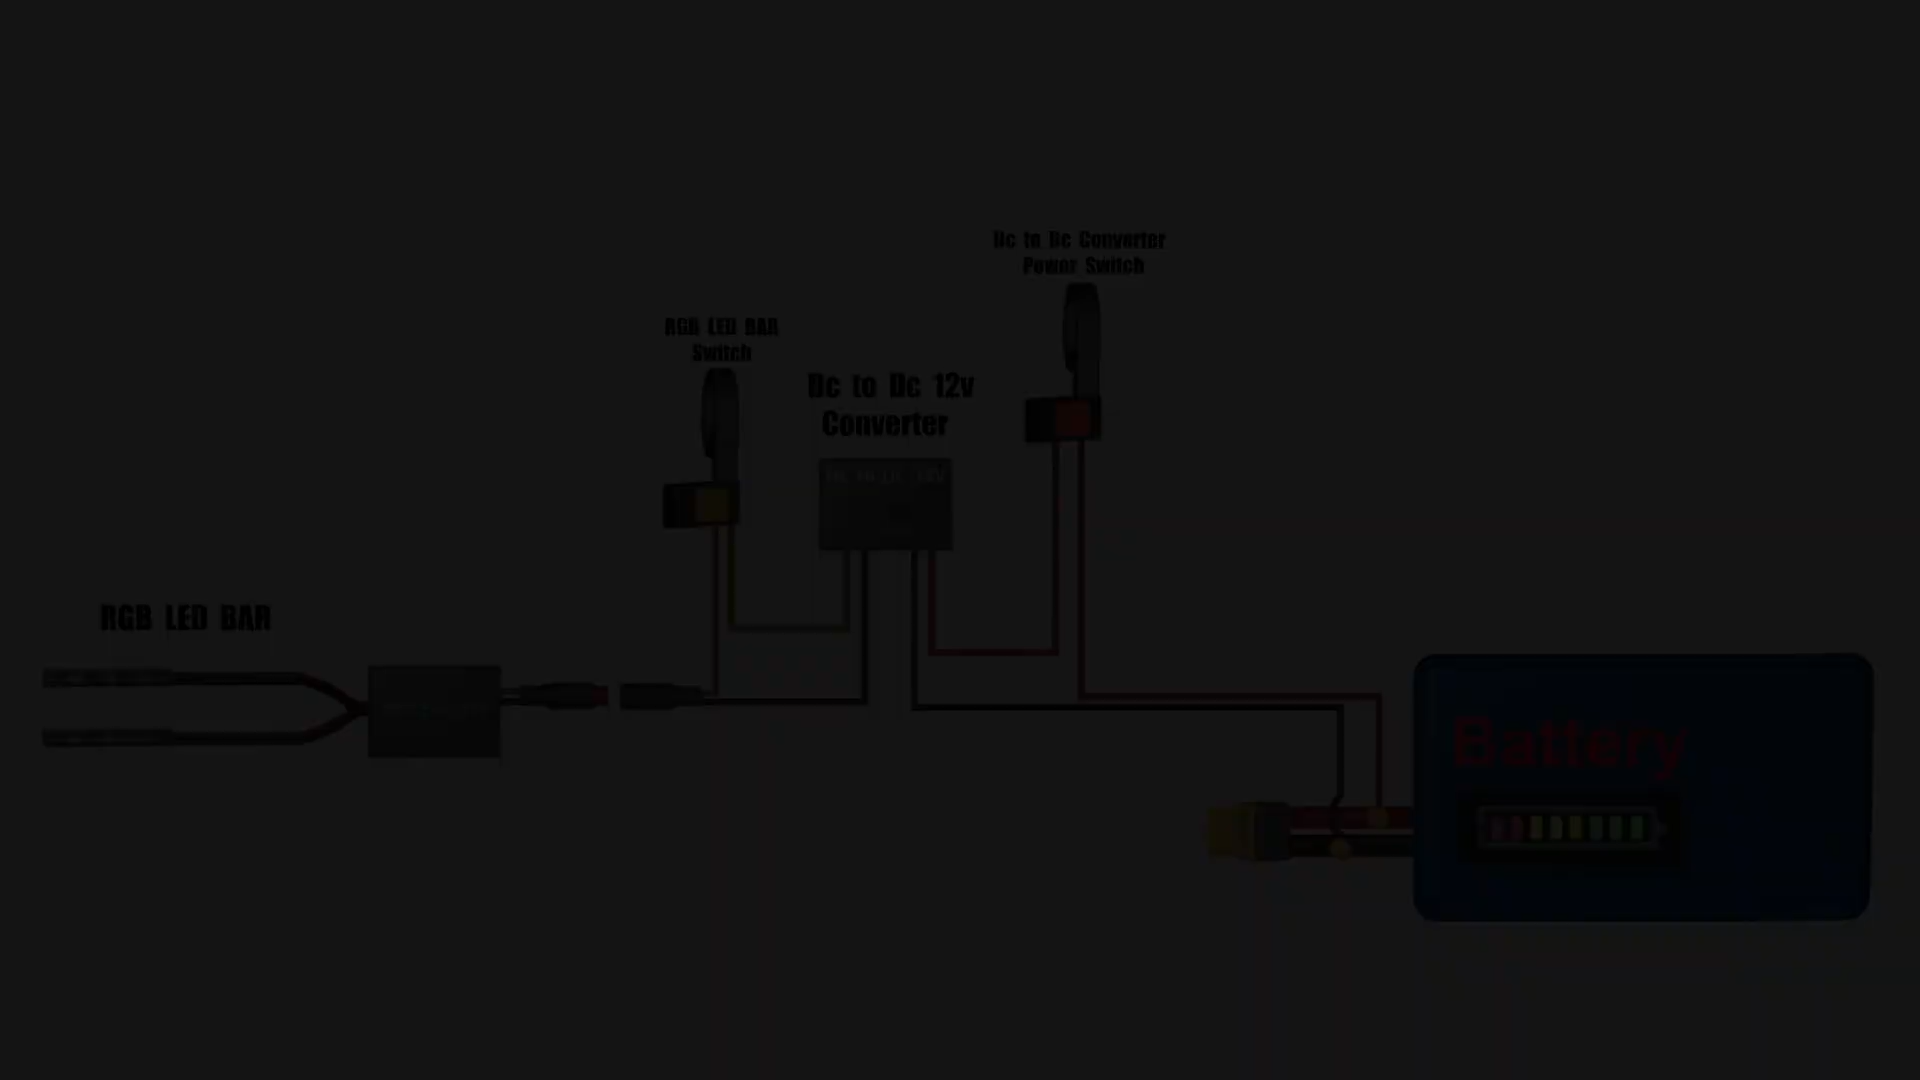 Dc to Dc Converter
Power Switch
RGB LED BAR
Switch
Dc to Dc 12v
Converter
RGB LED BAR
Battery